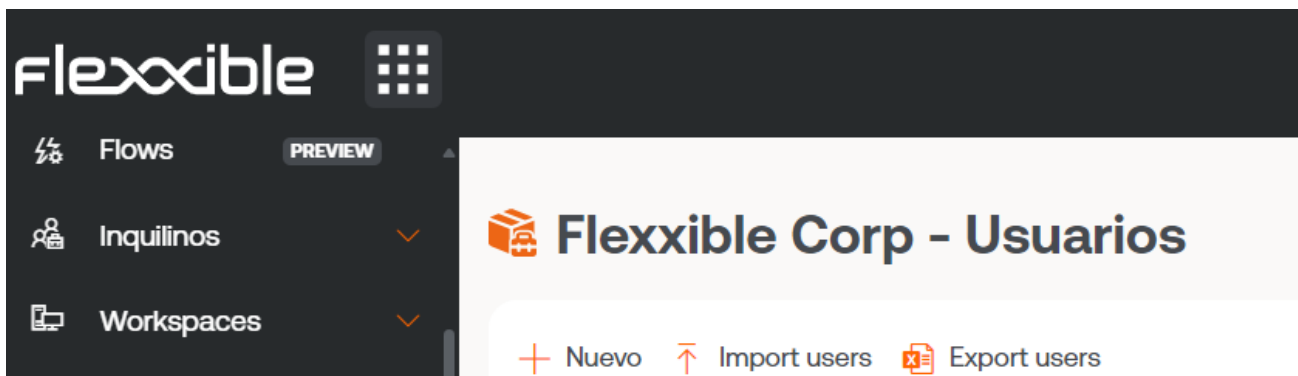 Flexxible
Flows PREVIEW
Inquilinos
Workspaces
Flexxible Corp - Usuarios
Nuevo Import users Export users